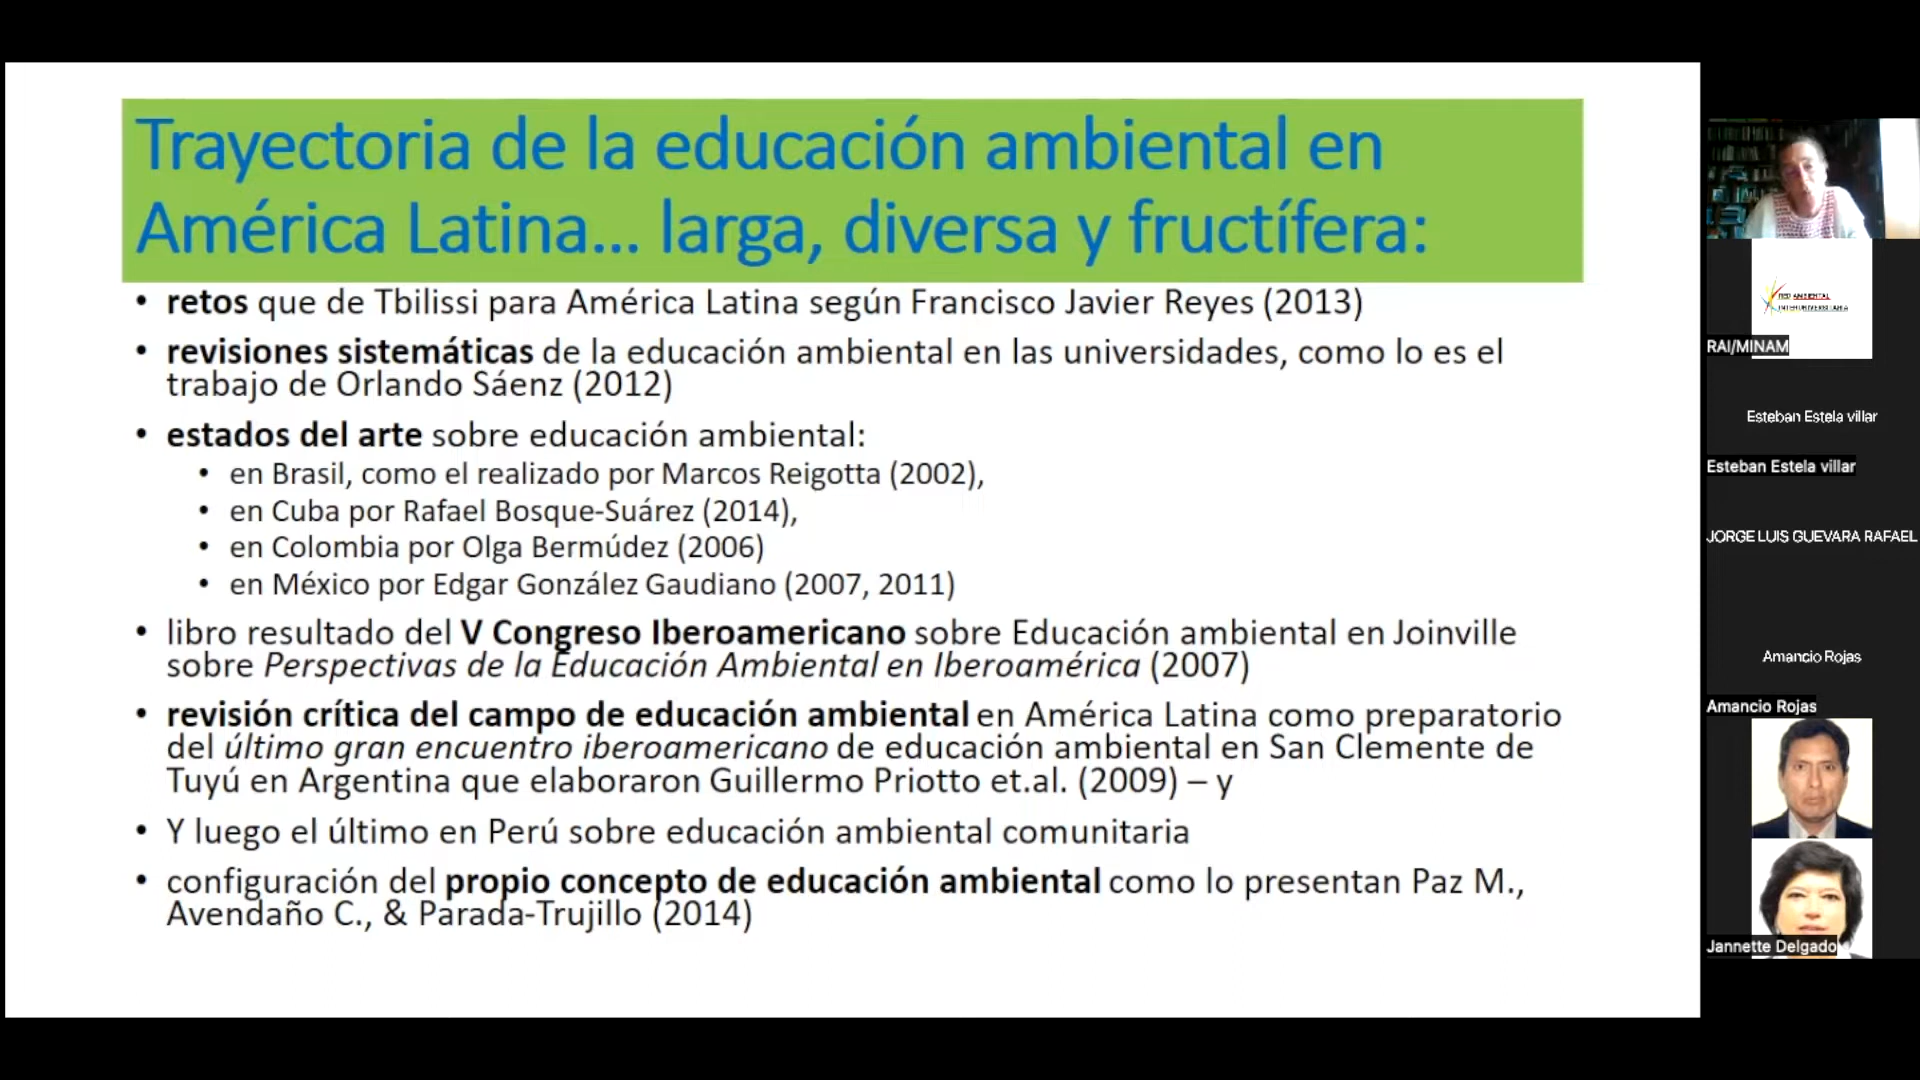 Trayectoria de la educación ambiental en
América Latina... larga, diversa y fructífera:
• retos que de Tbilissi para América Latina según Francisco Javier Reyes (2013)
• revisiones sistemáticas de la educación ambiental en las universidades, como lo es el
trabajo de Orlando Sáenz (2012)
• estados del arte sobre educación ambiental:
• en Brasil, como el realizado por Marcos Reigotta (2002),
• en Cuba por Rafael Bosque-Suárez (2014),
• en Colombia por Olga Bermúdez (2006)
• en México por Edgar González Gaudiano (2007, 2011)
• libro resultado del V Congreso Iberoamericano sobre Educación ambiental en Joinville
sobre Perspectivas de la Educación Ambiental en Iberoamérica (2007)
• revisión crítica del campo de educación ambiental en América Latina como preparatorio
del último gran encuentro iberoamericano de educación ambiental en San Clemente de
Tuyú en Argentina que elaboraron Guillermo Priotto et.al. (2009) – y
• Y luego el último en Perú sobre educación ambiental comunitaria
• configuración del propio concepto de educación ambiental como lo presentan Paz M.,
Avendaño C., & Parada-Trujillo (2014)
RED AMBIENTAL
INTERUNIVERSITARIA
RAI/MINAM
Esteban Estela villar
Esteban Estela villar
JORGE LUIS GUEVARA RAFAEL
Amancio Rojas
Amancio Rojas
Jannette Delgado